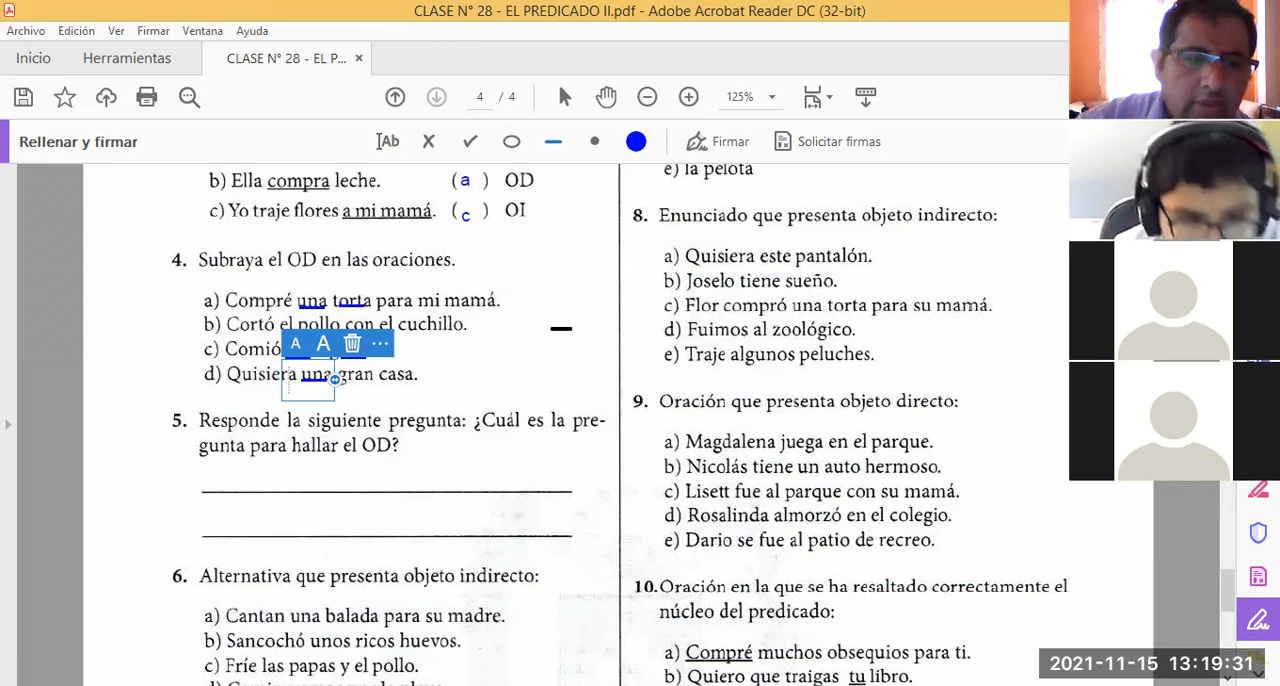 CLASE N° 28 - EL PREDICADO II.pdf - Adobe Acrobat Reader DC (32-bit)
Archivo Edición Ver Firmar Ventana Ayuda
Inicio Herramientas CLASE N° 28 - EL P... ×
4 / 4 125%
Rellenar y firmar Ab Firmar Solicitar firmas
b) Ella compra leche. ( a ) OD
c) Yo traje flores a mi mamá. ( c ) OI
4. Subraya el OD en las oraciones.
a) Compré una torta para mi mamá.
b) Cortó el pollo con el cuchillo.
c) Comió
A A ...
d) Quisiera una gran casa.
5. Responde la siguiente pregunta: ¿Cuál es la pre-
gunta para hallar el OD?
6. Alternativa que presenta objeto indirecto:
a) Cantan una balada para su madre.
b) Sancochó unos ricos huevos.
c) Fríe las papas y el pollo.
e) la pelota
8. Enunciado que presenta objeto indirecto:
a) Quisiera este pantalón.
b) Joselo tiene sueño.
c) Flor compró una torta para su mamá.
d) Fuimos al zoológico.
e) Traje algunos peluches.
9. Oración que presenta objeto directo:
a) Magdalena juega en el parque.
b) Nicolás tiene un auto hermoso.
c) Lisett fue al parque con su mamá.
d) Rosalinda almorzó en el colegio.
e) Dario se fue al patio de recreo.
10. Oración en la que se ha resaltado correctamente el
núcleo del predicado:
a) Compré muchos obsequios para ti.
b) Quiero que traigas tu libro.
2021-11-15 13:19:31